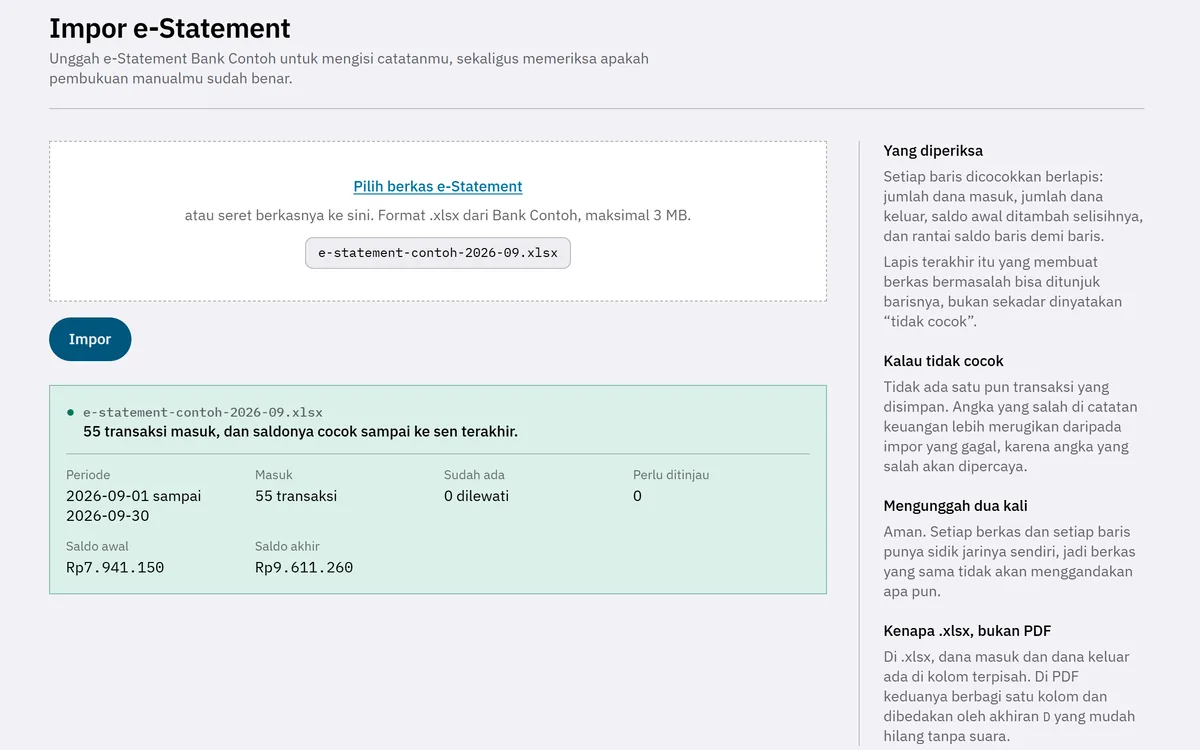 Impor e-Statement
Unggah e-Statement Bank Contoh untuk mengisi catatanmu, sekaligus memeriksa apakah
pembukuan manualmu sudah benar.
Pilih berkas e-Statement
atau seret berkasnya ke sini. Format .xlsx dari Bank Contoh, maksimal 3 MB.
e-statement-contoh-2026-09.xlsx
Impor
e-statement-contoh-2026-09.xlsx
55 transaksi masuk, dan saldonya cocok sampai ke sen terakhir.
Periode
2026-09-01 sampai
2026-09-30
Masuk
55 transaksi
Sudah ada
0 dilewati
Perlu ditinjau
0
Saldo awal
Rp7.941.150
Saldo akhir
Rp9.611.260
Yang diperiksa
Setiap baris dicocokkan berlapis:
jumlah dana masuk, jumlah dana
keluar, saldo awal ditambah selisihnya,
dan rantai saldo baris demi baris.
Lapis terakhir itu yang membuat
berkas bermasalah bisa ditunjuk
barisnya, bukan sekadar dinyatakan
“tidak cocok”.
Kalau tidak cocok
Tidak ada satu pun transaksi yang
disimpan. Angka yang salah di catatan
keuangan lebih merugikan daripada
impor yang gagal, karena angka yang
salah akan dipercaya.
Mengunggah dua kali
Aman. Setiap berkas dan setiap baris
punya sidik jarinya sendiri, jadi berkas
yang sama tidak akan menggandakan
apa pun.
Kenapa .xlsx, bukan PDF
Di .xlsx, dana masuk dan dana keluar
ada di kolom terpisah. Di PDF
keduanya berbagi satu kolom dan
dibedakan oleh akhiran D yang mudah
hilang tanpa suara.